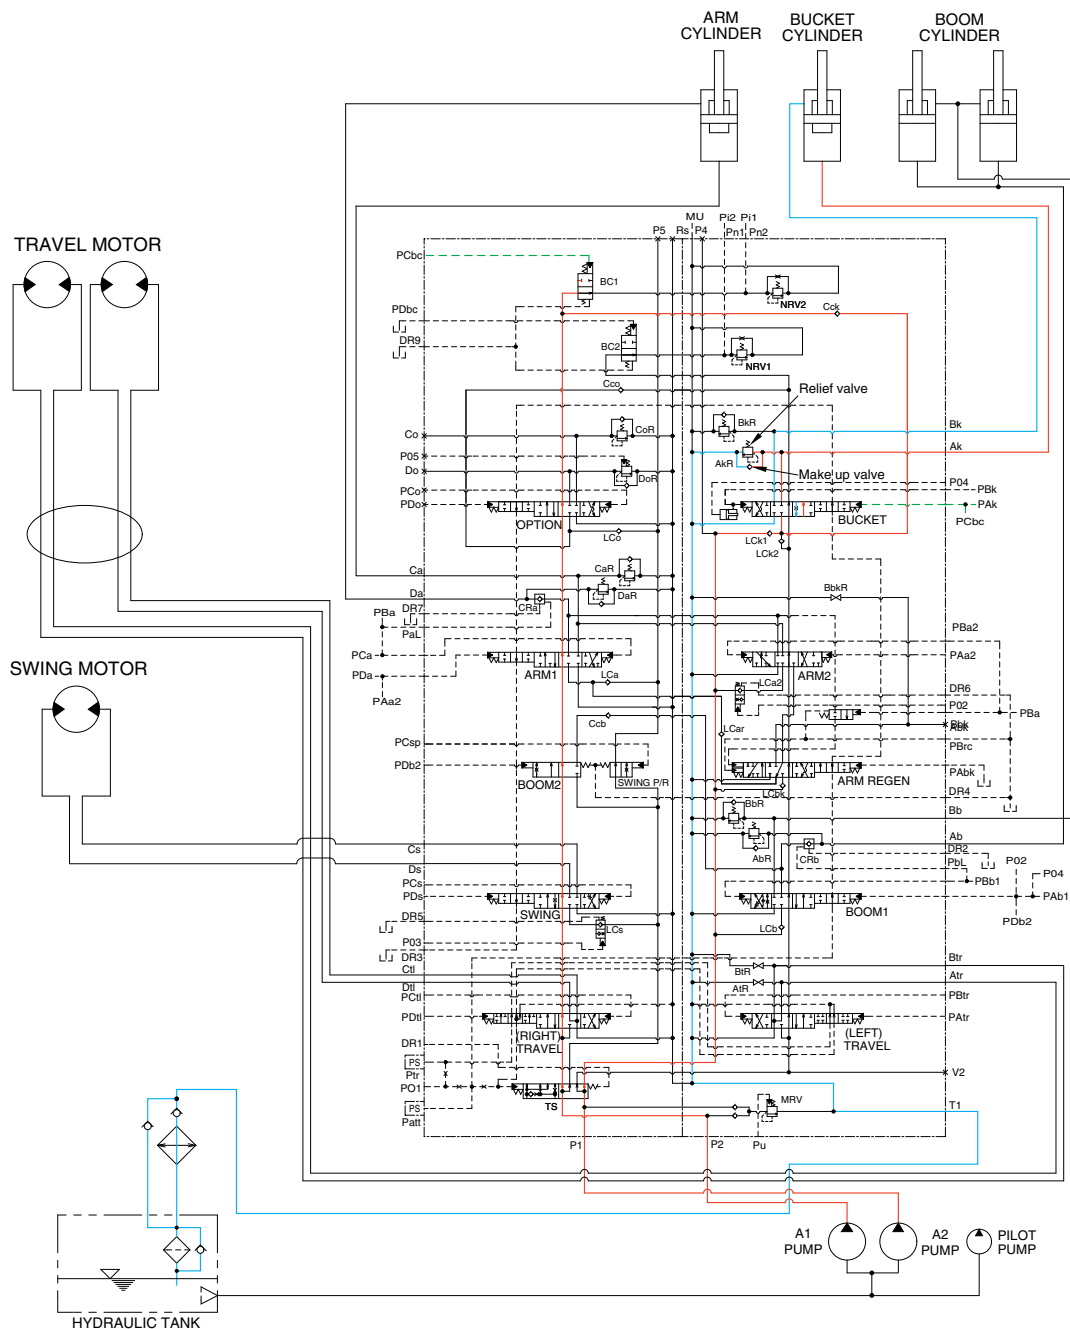 ARM
CYLINDER
BUCKET
CYLINDER
BOOM
CYLINDER
TRAVEL MOTOR
SWING MOTOR
HYDRAULIC TANK
A1
PUMP
A2
PUMP
PILOT
PUMP
P5
Rs
MU
P4
Pi2
Pn1
Pi1
Pn2
PCbc
BC1
NRV2
Cck
PDbc
DR9
BC2
NRV1
Cco
Relief valve
Co
CoR
BkR
Bk
P05
Do
DoR
AkR
Ak
Make up valve
PCo
PDo
OPTION
BUCKET
P04
PBk
PAk
PCbc
LCo
LCk1
LCk2
Ca
CaR
Da
DaR
BbkR
DR7
CRa
PBa
PaL
PBa2
PCa
PAa2
PDa
PAa2
ARM1
ARM2
LCa
LCa2
DR6
P02
PBa
Ccb
LCar
Bbk
Abk
PCsp
PBrc
PDb2
PAbk
BOOM2
SWING P/R
ARM REGEN
LCbk
DR4
BbR
Bb
AbR
Ab
CRb
Cs
DR2
Ds
PbL
P02
PCs
PBb1
P04
PDs
PAb1
SWING
BOOM1
PDb2
DR5
LCs
LCb
P03
DR3
Ctl
BtR
Btr
Dtl
AtR
Atr
PCtl
PBtr
PDtl
PAtr
(RIGHT)
TRAVEL
(LEFT)
TRAVEL
DR1
PS
Ptr
PO1
V2
TS
MRV
PS
Patt
T1
P1
P2
Pu